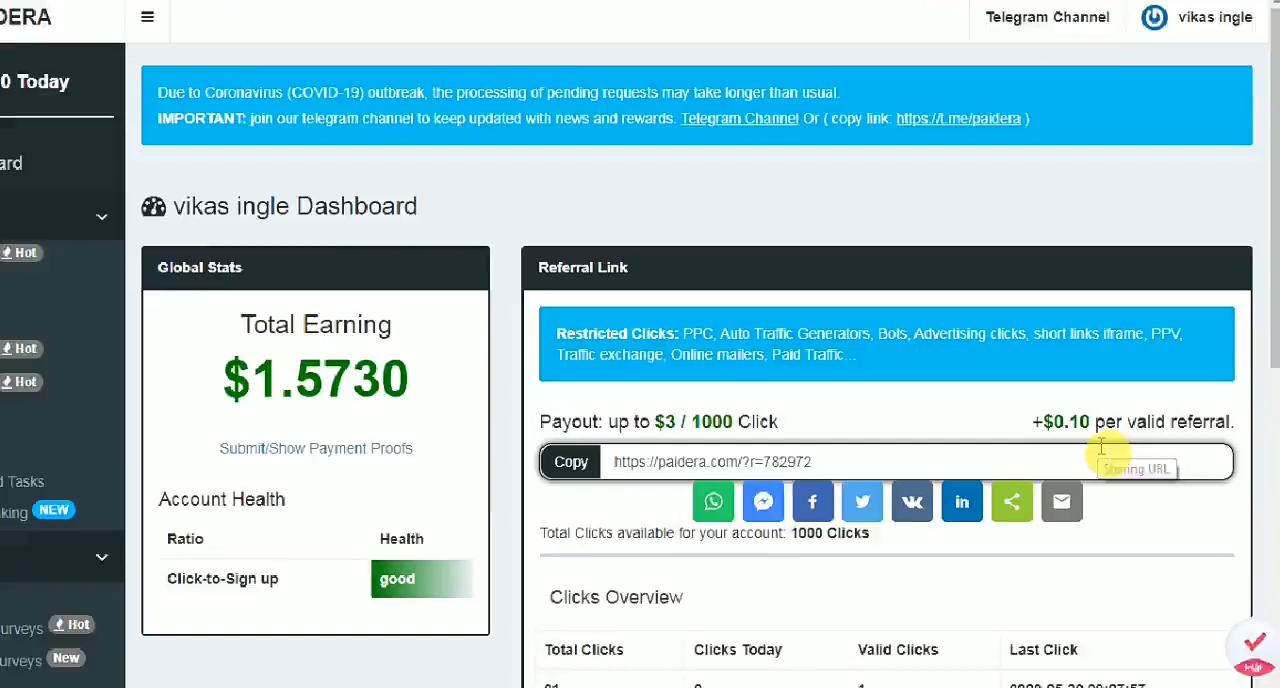 DERA
Telegram Channel
vikas ingle
0 Today
Due to Coronavirus (COVID-19) outbreak, the processing of pending requests may take longer than usual.
IMPORTANT: join our telegram channel to keep updated with news and rewards. Telegram Channel Or ( copy link: https://t.me/paidera )
ard
vikas ingle Dashboard
Hot
Hot
Hot
d Tasks
king NEW
urveys Hot
urveys New
Global Stats
Total Earning
$1.5730
Submit/Show Payment Proofs
Account Health
Ratio Health
Click-to-Sign up good
Referral Link
Restricted Clicks: PPC, Auto Traffic Generators, Bots, Advertising clicks, short links iframe, PPV,
Traffic exchange, Online mailers, Paid Traffic...
Payout: up to $3 / 1000 Click +$0.10 per valid referral.
Copy https://paidera.com/?r=782972
Sharing URL
Total Clicks available for your account: 1000 Clicks
Clicks Overview
Total Clicks Clicks Today Valid Clicks Last Click